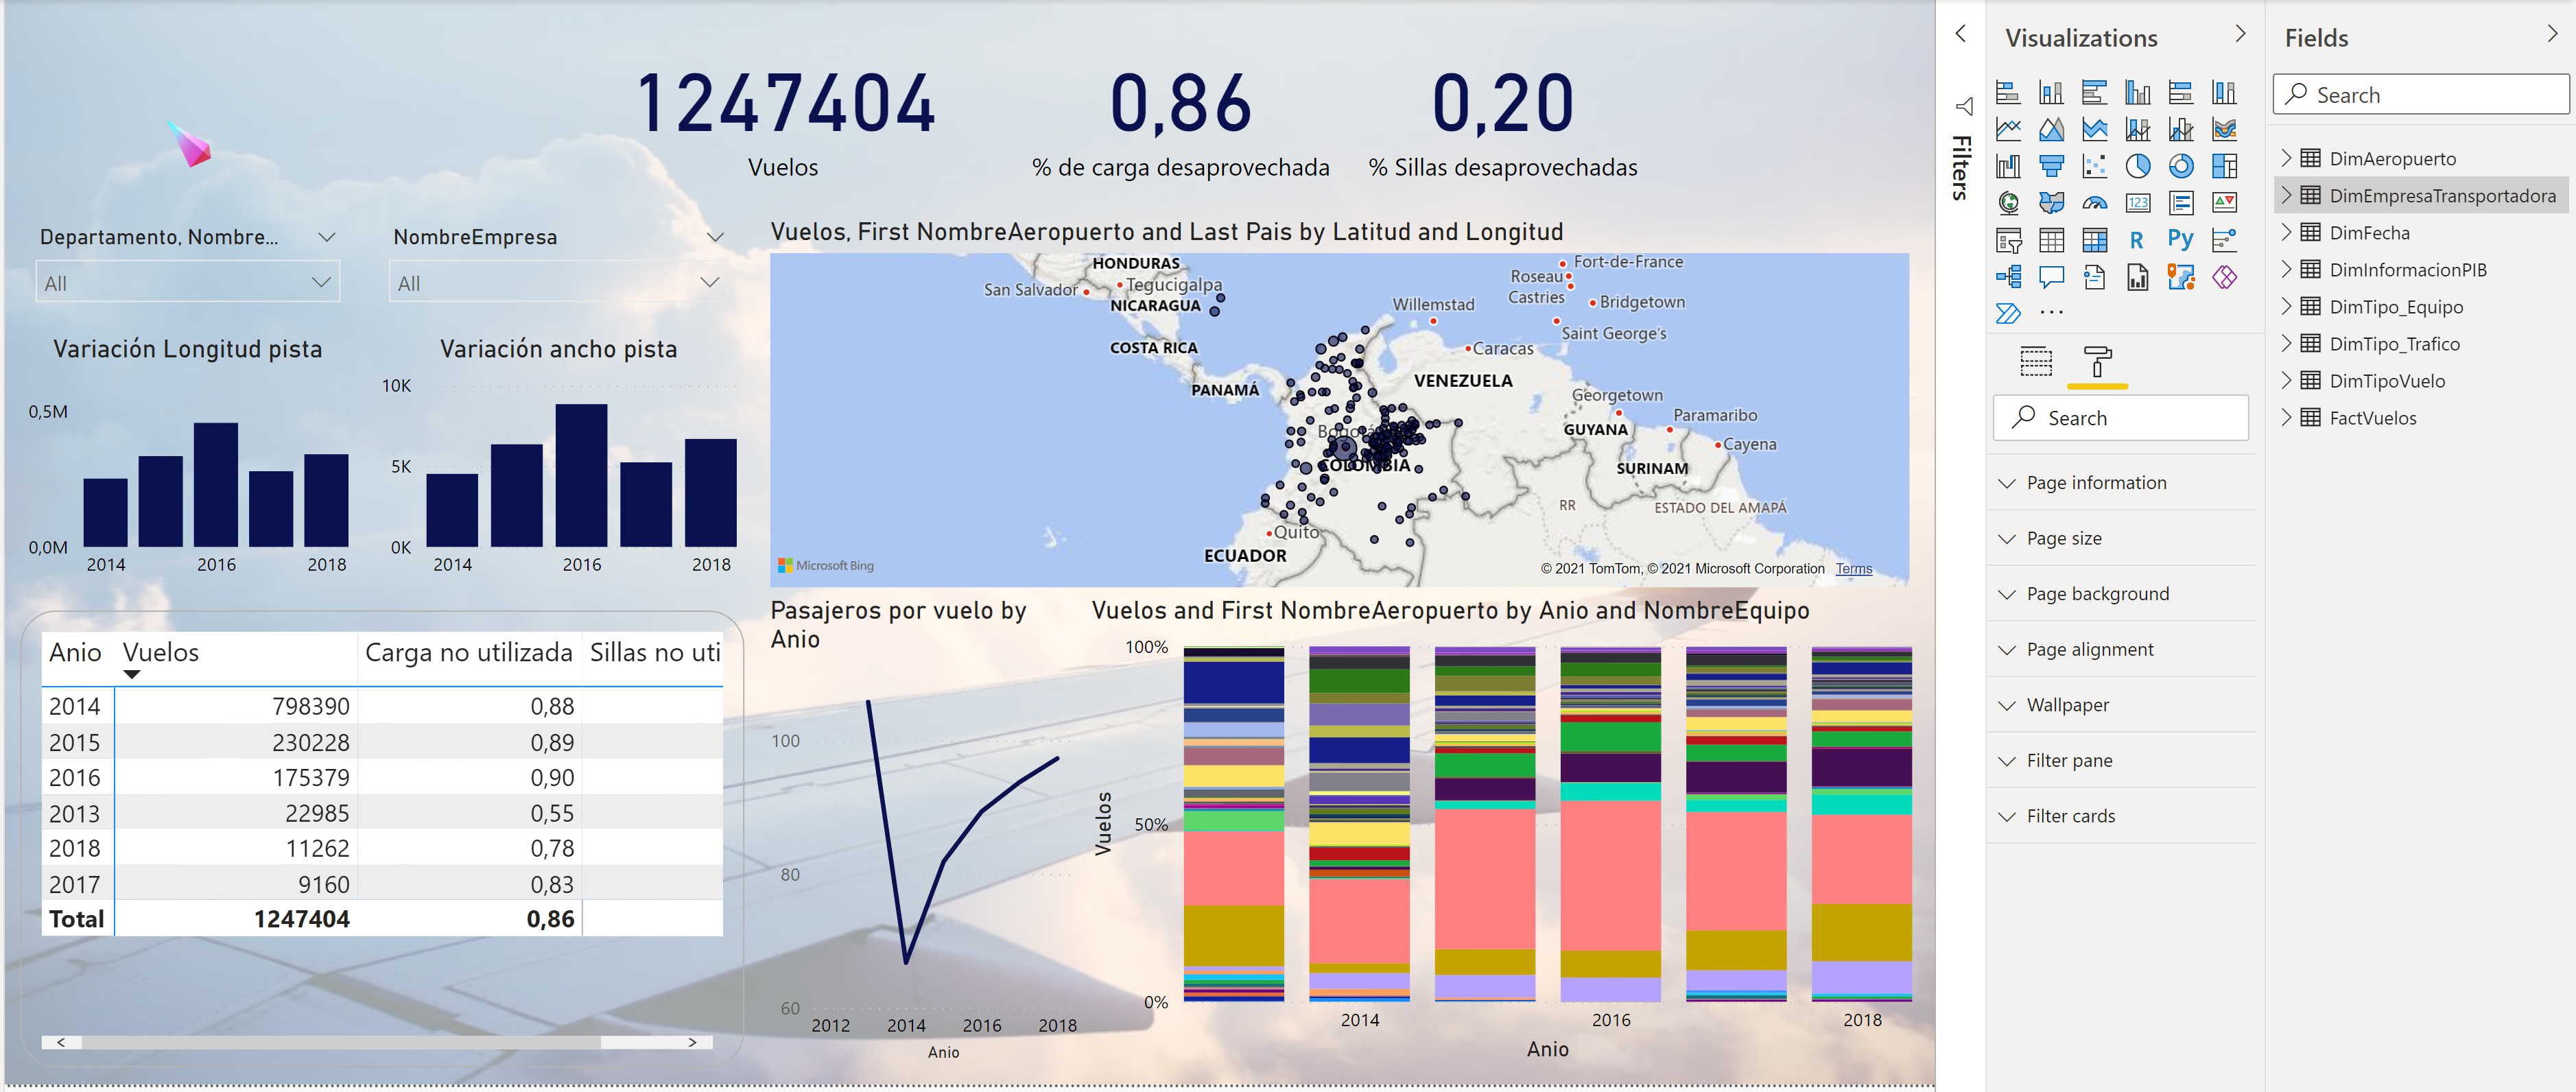 1247404
Vuelos
0,86
% de carga desaprovechada
0,20
% Sillas desaprovechadas
Departamento, Nombre...
All
NombreEmpresa
All
Variación Longitud pista
0,5M
0,0M
2014 2016 2018
Variación ancho pista
10K
5K
0K
2014 2016 2018
Vuelos, First NombreAeropuerto and Last Pais by Latitud and Longitud
HONDURAS
Tegucigalpa
San Salvador
NICARAGUA
COSTA RICA
PANAMÁ
Fort-de-France
Roseau
Castries
Bridgetown
Willemstad
Saint George's
Caracas
VENEZUELA
Georgetown
Paramaribo
GUYANA
Cayena
SURINAM
Bogotá
COLOMBIA
RR
ESTADO DEL AMAPÁ
Quito
ECUADOR
Microsoft Bing
© 2021 TomTom, © 2021 Microsoft Corporation Terms
Anio Vuelos Carga no utilizada Sillas no uti
2014 798390 0,88
2015 230228 0,89
2016 175379 0,90
2013 22985 0,55
2018 11262 0,78
2017 9160 0,83
Total 1247404 0,86
Pasajeros por vuelo by
Anio
100
80
60
2012 2014 2016 2018
Anio
Vuelos and First NombreAeropuerto by Anio and NombreEquipo
100%
50%
0%
Vuelos
2014 2016 2018
Anio
Filters
Visualizations
123
R Py
...
Search
Page information
Page size
Page background
Page alignment
Wallpaper
Filter pane
Filter cards
Fields
Search
DimAeropuerto
DimEmpresaTransportadora
DimFecha
DimInformacionPIB
DimTipo_Equipo
DimTipo_Trafico
DimTipoVuelo
FactVuelos